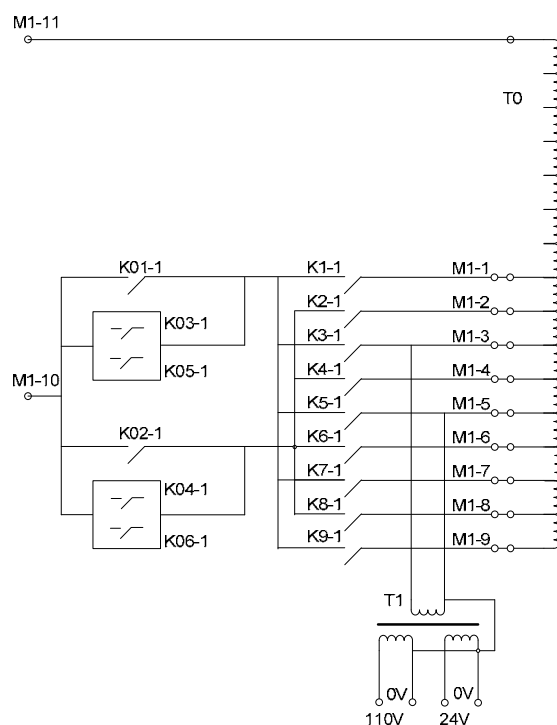 M1-11
T0
K01-1 K1-1 M1-1
K2-1 M1-2
K03-1 K3-1 M1-3
K05-1 K4-1 M1-4
M1-10 K5-1 M1-5
K02-1 K6-1 M1-6
K7-1 M1-7
K04-1 K8-1 M1-8
K06-1 K9-1 M1-9
T1
0V 0V
110V 24V